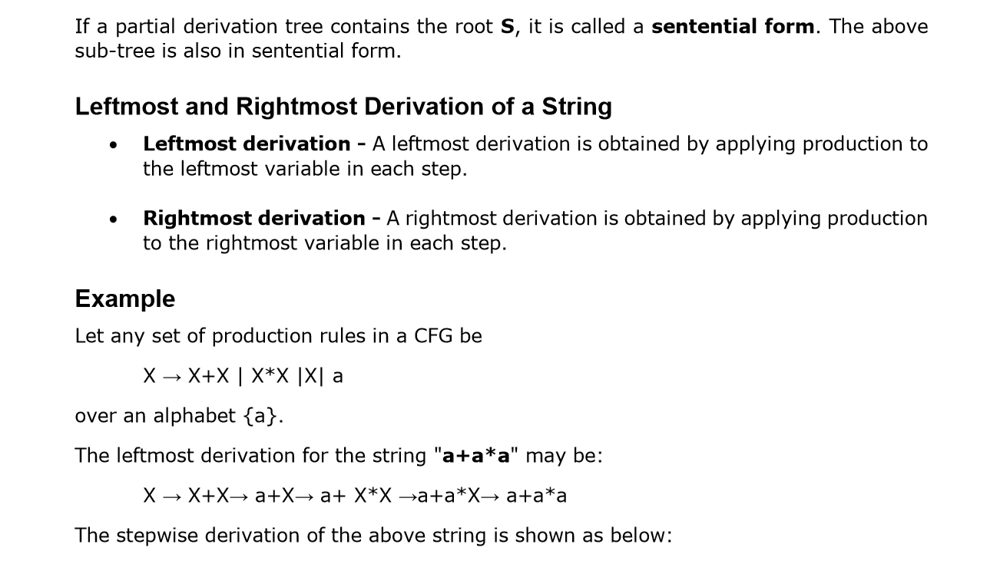 If a partial derivation tree contains the root S, it is called a sentential form. The above
sub-tree is also in sentential form.
Leftmost and Rightmost Derivation of a String
• Leftmost derivation - A leftmost derivation is obtained by applying production to
the leftmost variable in each step.
• Rightmost derivation - A rightmost derivation is obtained by applying production
to the rightmost variable in each step.
Example
Let any set of production rules in a CFG be
X → X+X | X*X |X| a
over an alphabet {a}.
The leftmost derivation for the string "a+a*a" may be:
X → X+X→ a+X→ a+ X*X →a+a*X→ a+a*a
The stepwise derivation of the above string is shown as below: